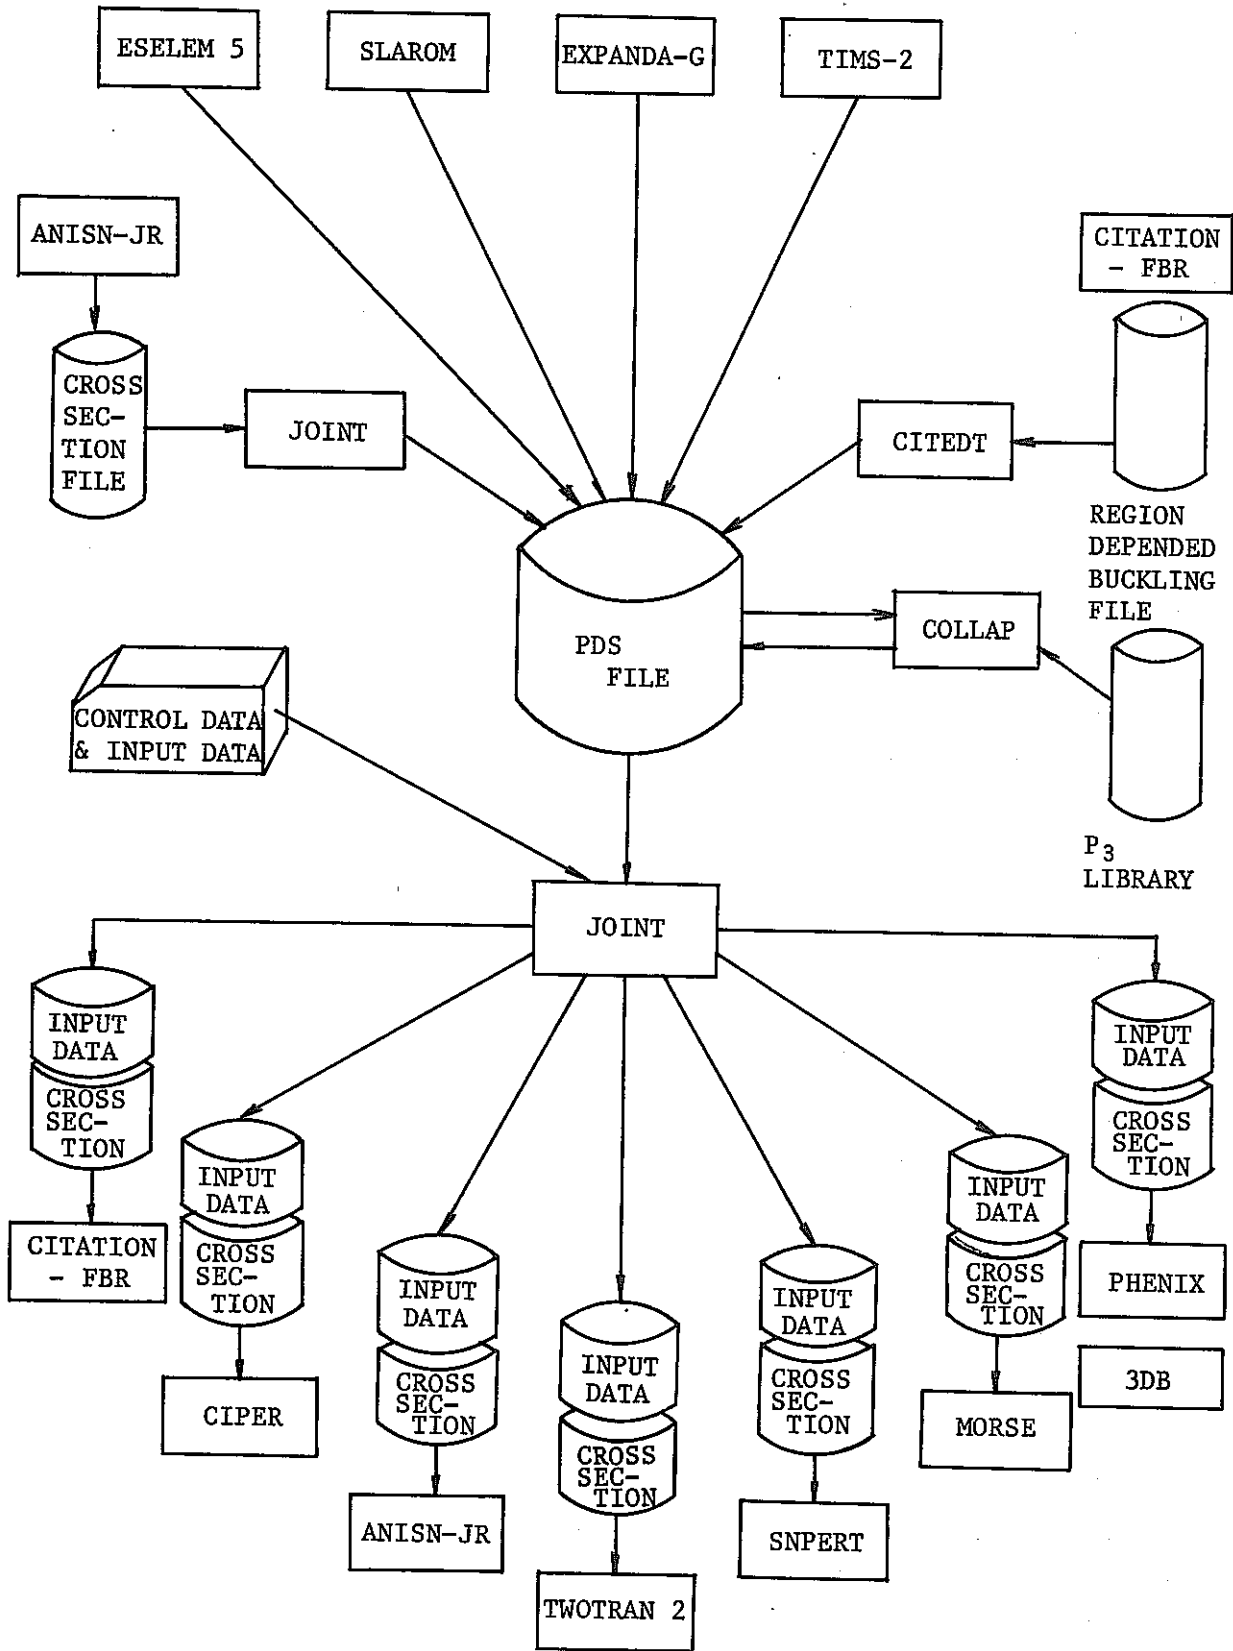 ESELEM 5
SLAROM
EXPANDA-G
TIMS-2
ANISN-JR
CITATION
- FBR
CROSS
SEC-
TION
FILE
JOINT
CITEDT
REGION
DEPENDED
BUCKLING
FILE
PDS
FILE
COLLAP
CONTROL DATA
& INPUT DATA
P3
LIBRARY
JOINT
INPUT
DATA
CROSS
SEC-
TION
CITATION
- FBR
INPUT
DATA
CROSS
SEC-
TION
CIPER
INPUT
DATA
CROSS
SEC-
TION
ANISN-JR
INPUT
DATA
CROSS
SEC-
TION
TWOTRAN 2
INPUT
DATA
CROSS
SEC-
TION
SNPERT
INPUT
DATA
CROSS
SEC-
TION
MORSE
INPUT
DATA
CROSS
SEC-
TION
PHENIX
3DB